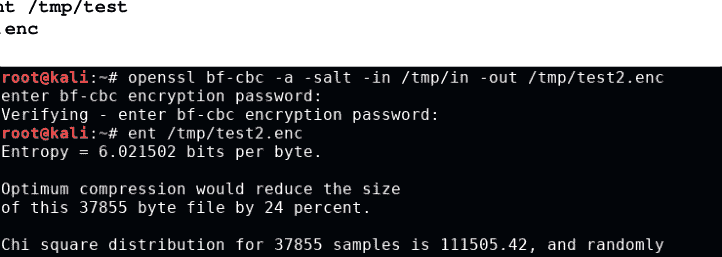 nt /tmp/test
.enc
root@kali:~# openssl bf-cbc -a -salt -in /tmp/in -out /tmp/test2.enc
enter bf-cbc encryption password:
Verifying - enter bf-cbc encryption password:
root@kali:~# ent /tmp/test2.enc
Entropy = 6.021502 bits per byte.
Optimum compression would reduce the size
of this 37855 byte file by 24 percent.
Chi square distribution for 37855 samples is 111505.42, and randomly